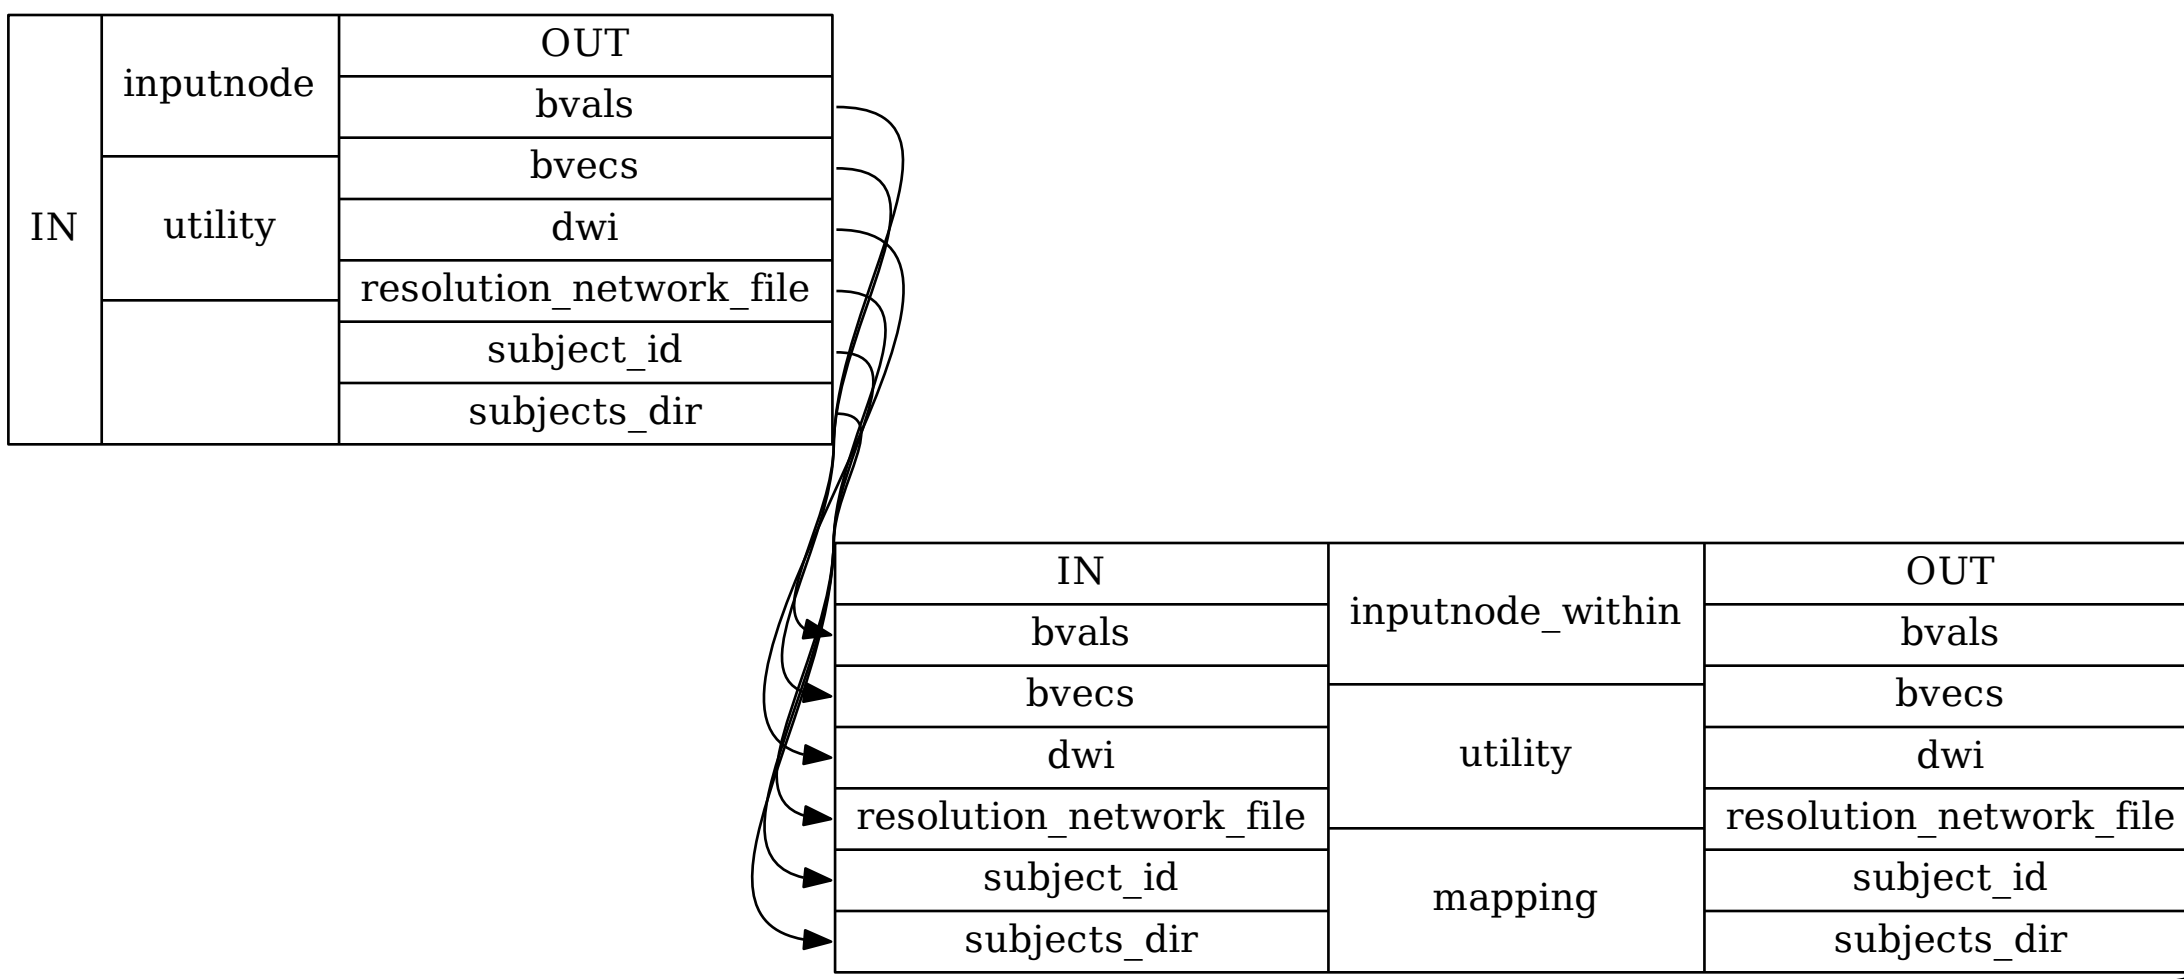 IN
inputnode
utility
OUT
bvals
bvecs
dwi
resolution_network_file
subject_id
subjects_dir
IN
bvals
bvecs
dwi
resolution_network_file
subject_id
subjects_dir
inputnode_within
utility
mapping
OUT
bvals
bvecs
dwi
resolution_network_file
subject_id
subjects_dir